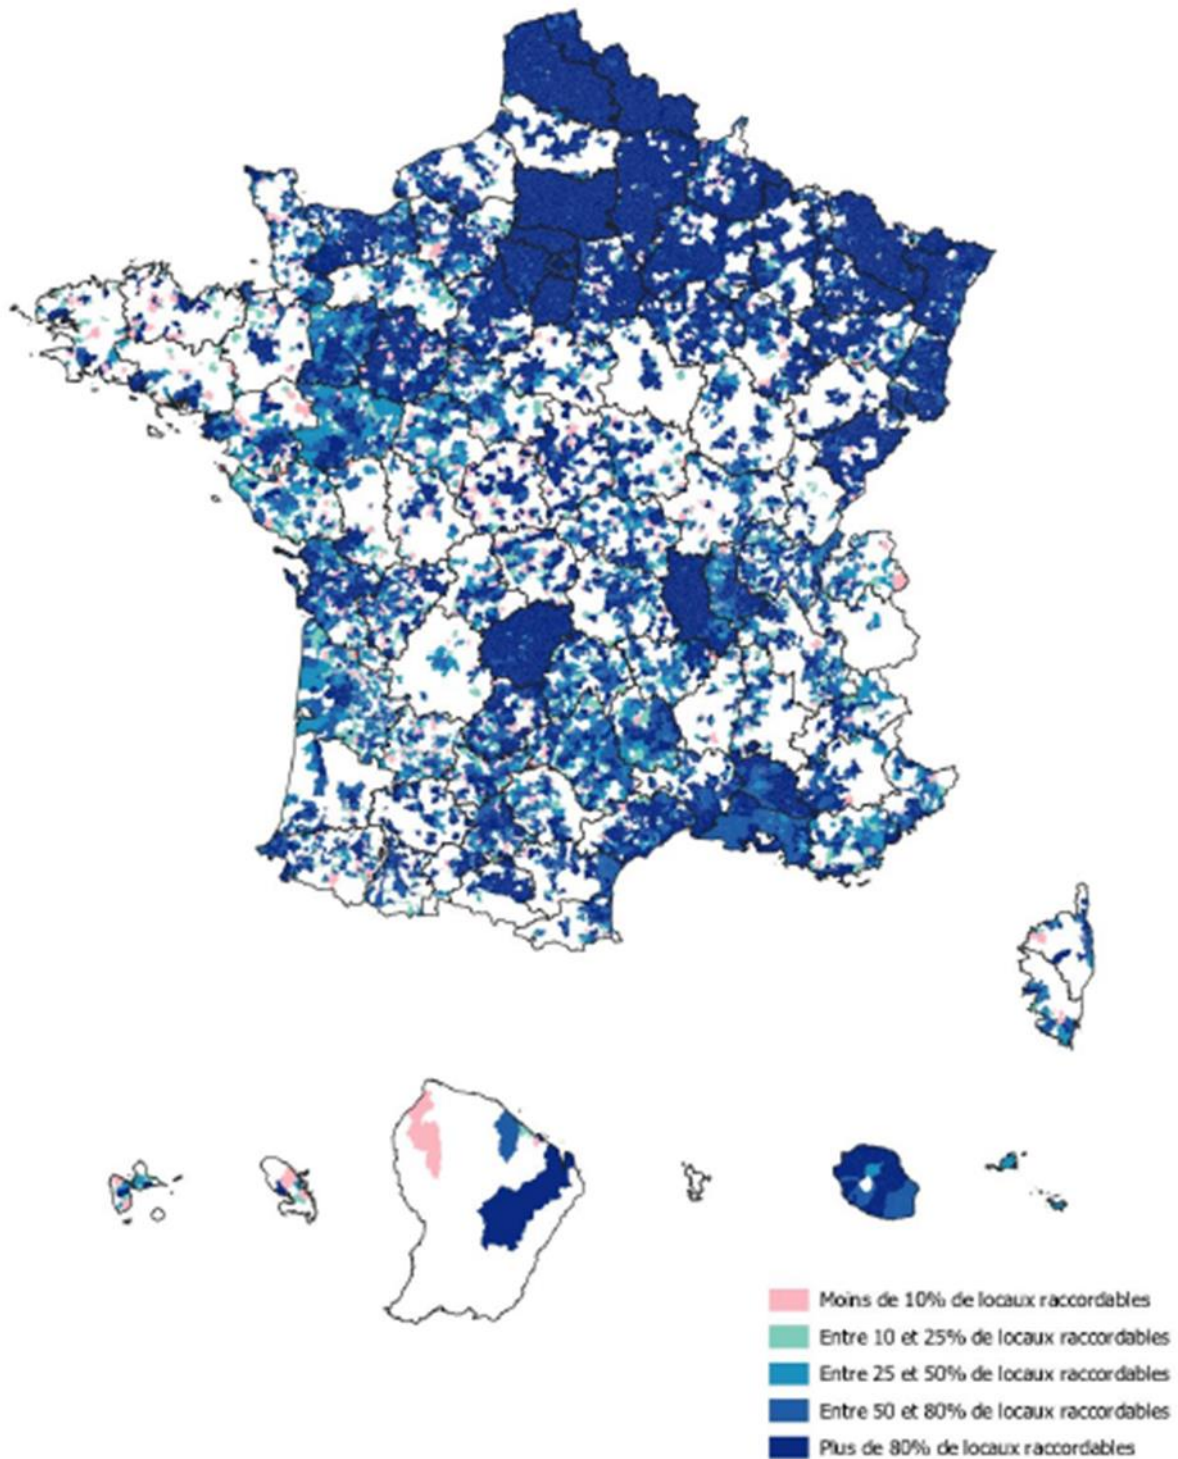 Moins de 10% de locaux raccordables
Entre 10 et 25% de locaux raccordables
Entre 25 et 50% de locaux raccordables
Entre 50 et 80% de locaux raccordables
Plus de 80% de locaux raccordables